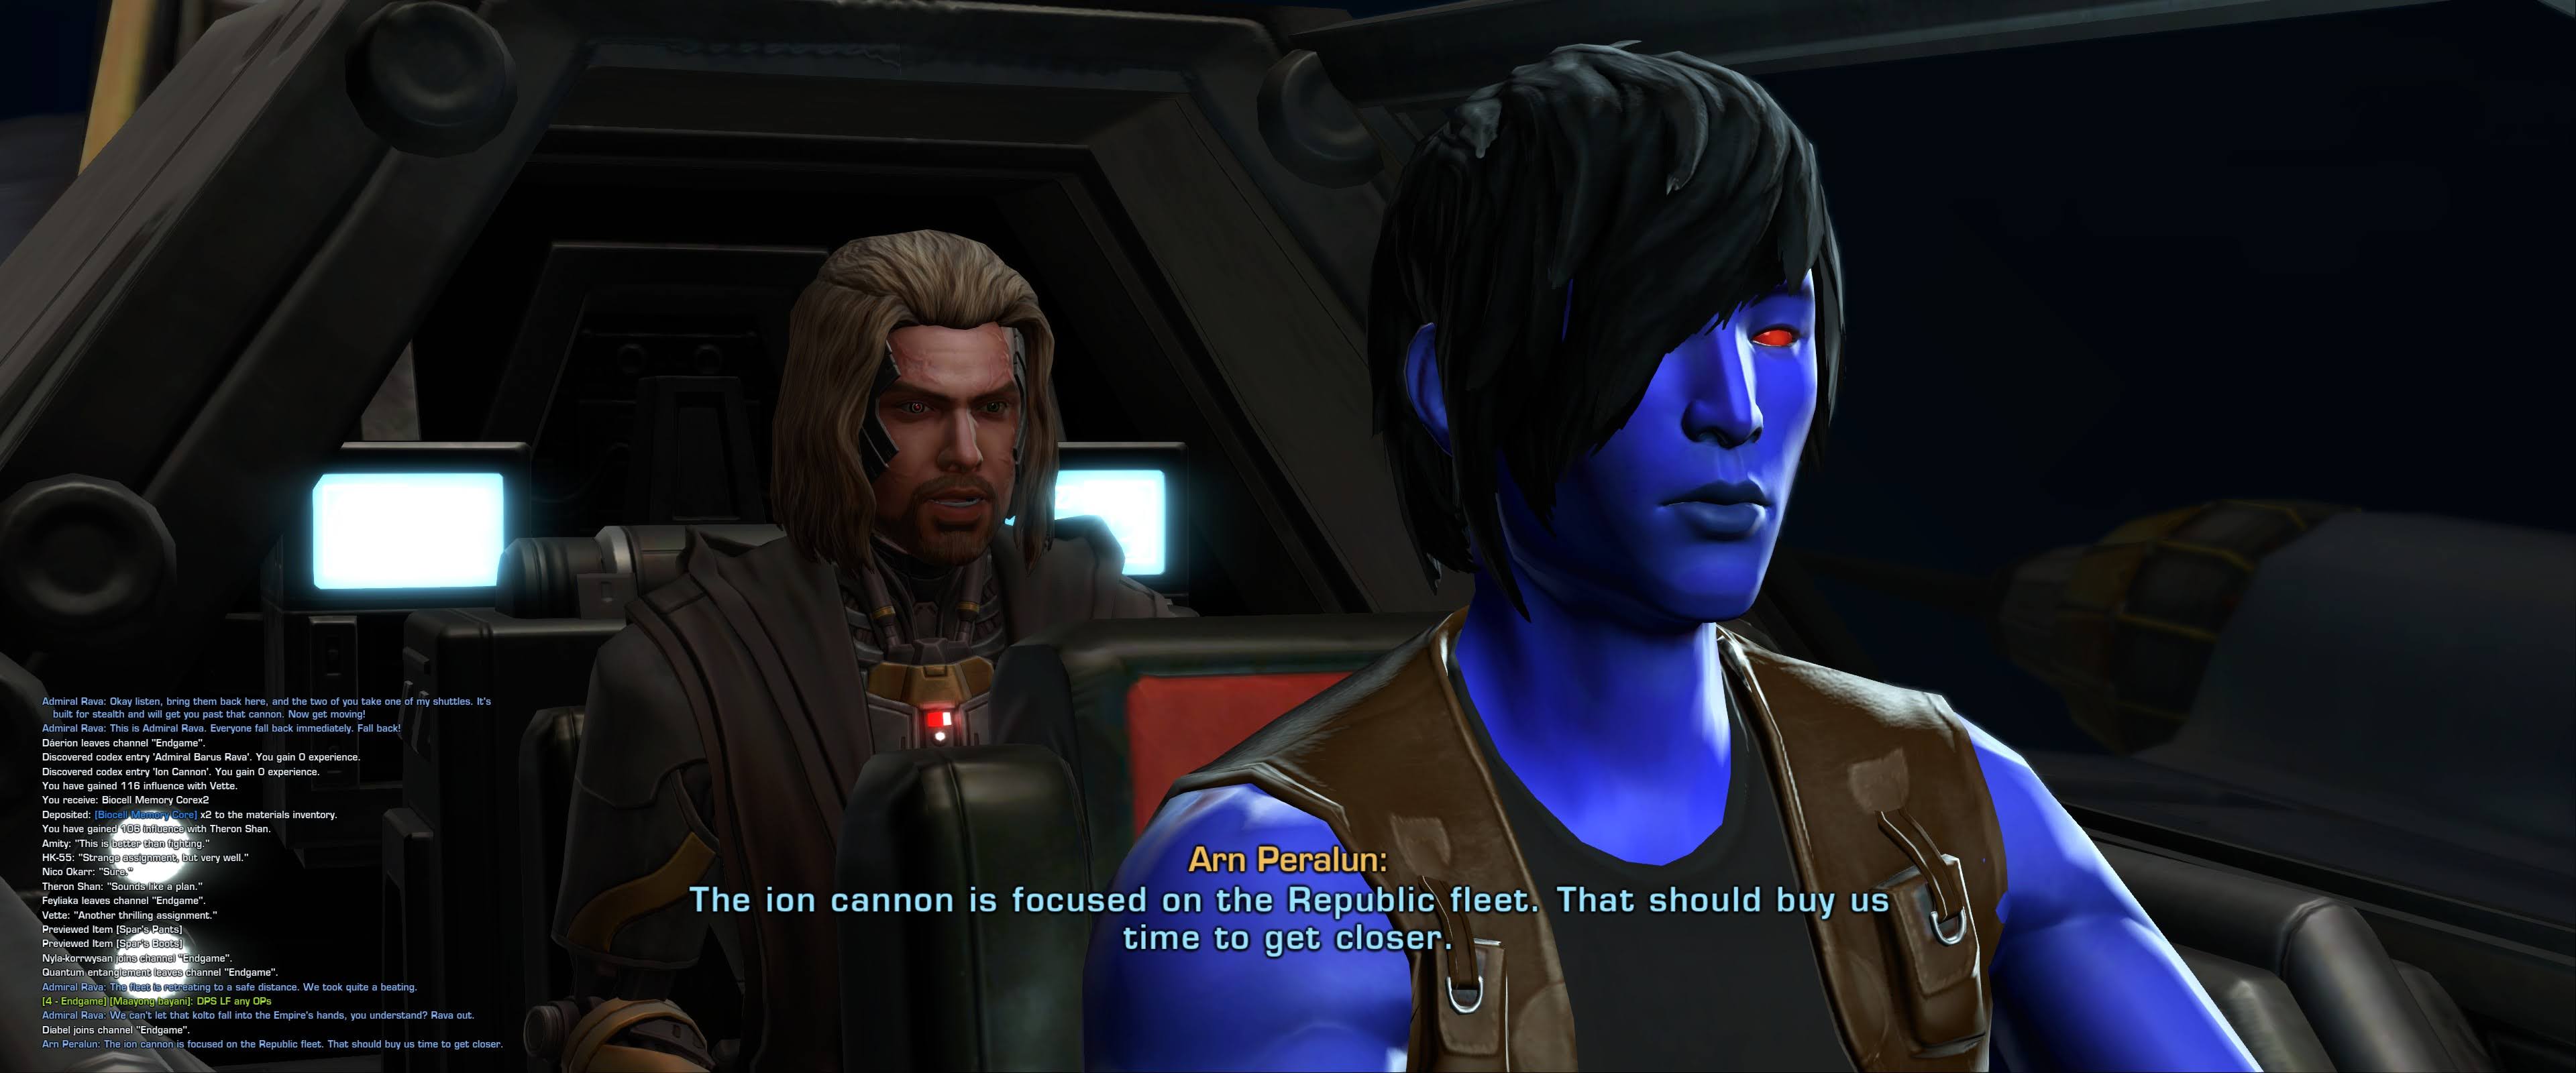 Admiral Rava: Okay listen, bring them back here, and the two of you take one of my shuttles. It's
built for stealth and will get you past that cannon. Now get moving!
Admiral Rava: This is Admiral Rava. Everyone fall back immediately. Fall back!
Dàerion leaves channel "Endgame".
Discovered codex entry 'Admiral Barus Rava'. You gain 0 experience.
Discovered codex entry 'Ion Cannon'. You gain 0 experience.
You have gained 116 influence with Vette.
You receive: Biocell Memory Corex2
Deposited: [Biocell Memory Core] x2 to the materials inventory.
You have gained 106 influence with Theron Shan.
Amity: "This is better than fighting."
HK-55: "Strange assignment, but very well."
Nico Okarr: "Sure."
Theron Shan: "Sounds like a plan."
Feyliaka leaves channel "Endgame".
Vette: "Another thrilling assignment."
Previewed Item [Spar's Pants]
Previewed Item [Spar's Boots]
Nyla-korrwysan joins channel "Endgame".
Quantum entanglement leaves channel "Endgame".
Admiral Rava: The fleet is retreating to a safe distance. We took quite a beating.
[4 - Endgame] [Maayong bayani]: DPS LF any OPs
Admiral Rava: We can't let that kolto fall into the Empire's hands, you understand? Rava out.
Diabel joins channel "Endgame".
Arn Peralun: The ion cannon is focused on the Republic fleet. That should buy us time to get closer.
Arn Peralun:
The ion cannon is focused on the Republic fleet. That should buy us
time to get closer.